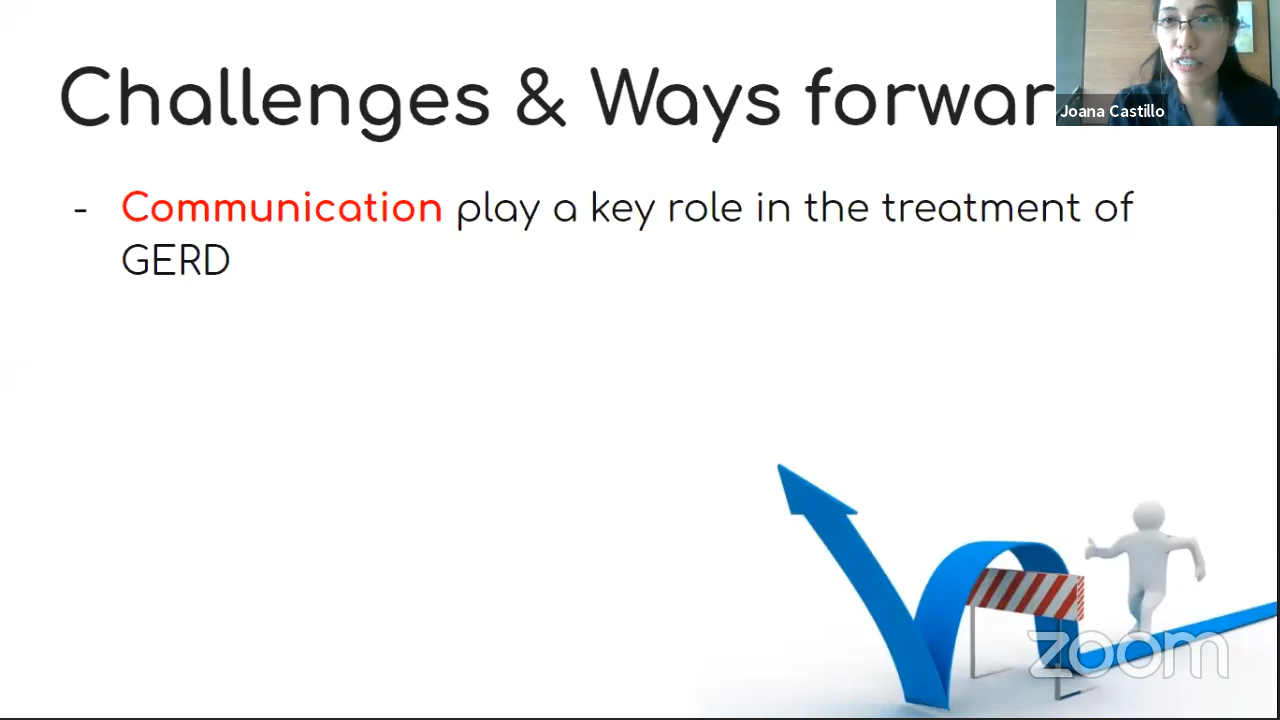 Challenges & Ways forwar
Joana Castillo
- Communication play a key role in the treatment of
GERD
zoom